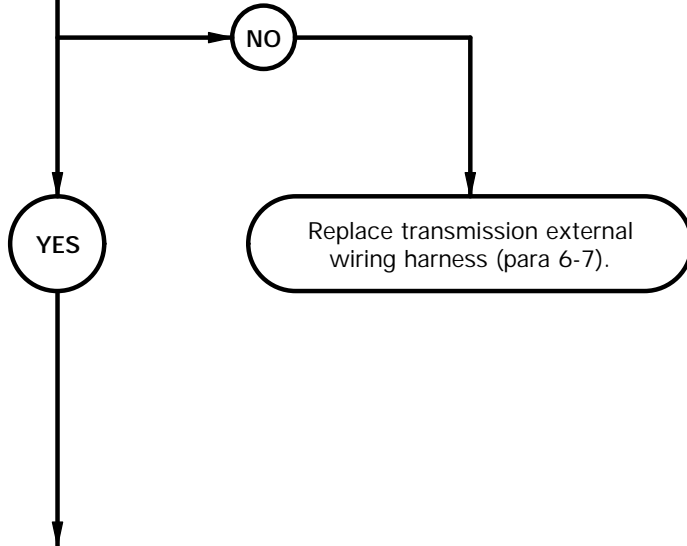 NO
YES
Replace transmission external
wiring harness (para 6-7).